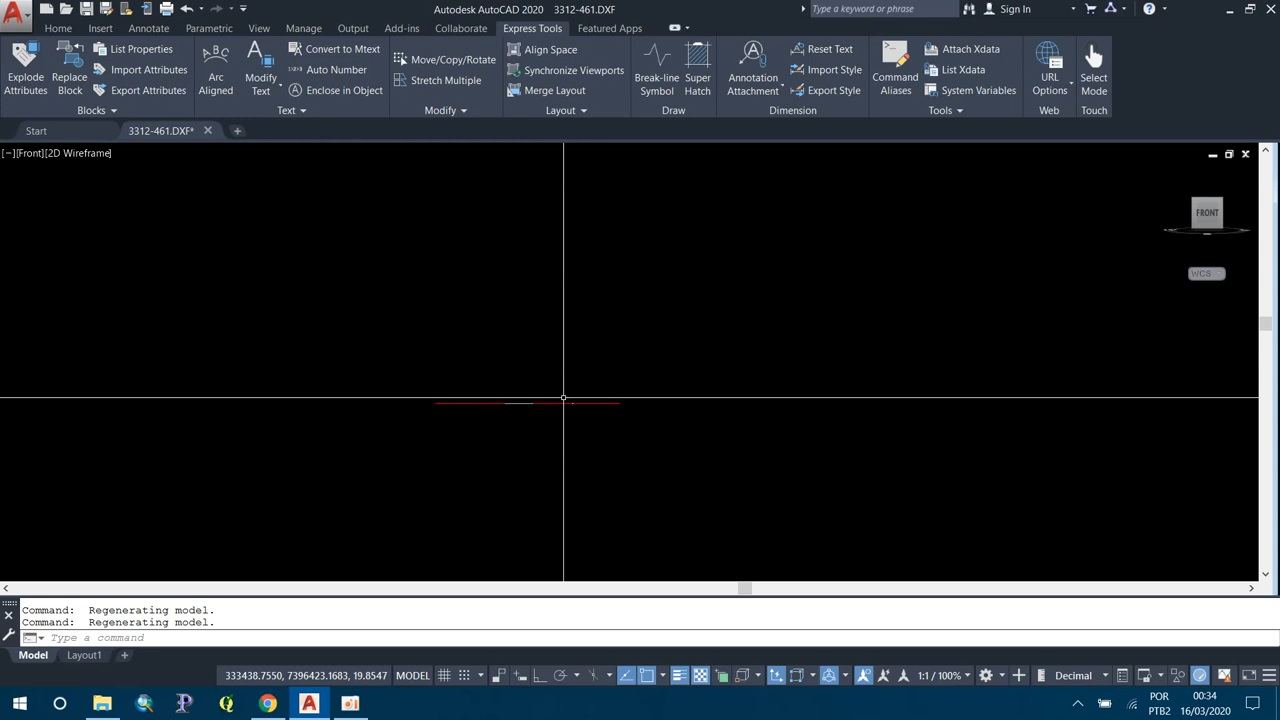 Autodesk AutoCAD 2020 3312-461.DXF
Type a keyword or phrase
Sign In
Home Insert Annotate Parametric View Manage Output Add-ins Collaborate Express Tools Featured Apps
Explode
Attributes
Replace
Block
List Properties
Import Attributes
Export Attributes
Blocks
Arc
Aligned
Modify
Text
Convert to Mtext
Auto Number
Enclose in Object
Text
Move/Copy/Rotate
Stretch Multiple
Modify
Align Space
Synchronize Viewports
Merge Layout
Layout
Break-line
Symbol
Super
Hatch
Draw
Annotation
Attachment
Reset Text
Import Style
Export Style
Dimension
Command
Aliases
Attach Xdata
List Xdata
System Variables
Tools
URL
Options
Web
Select
Mode
Touch
Start
3312-461.DXF*
[−][Front][2D Wireframe]
FRONT
WCS
Command: Regenerating model.
Command: Regenerating model.
Type a command
Model Layout1
333438.7550, 7396423.1683, 19.8547 MODEL
1:1 / 100%
Decimal
POR
PTB2
00:34
16/03/2020